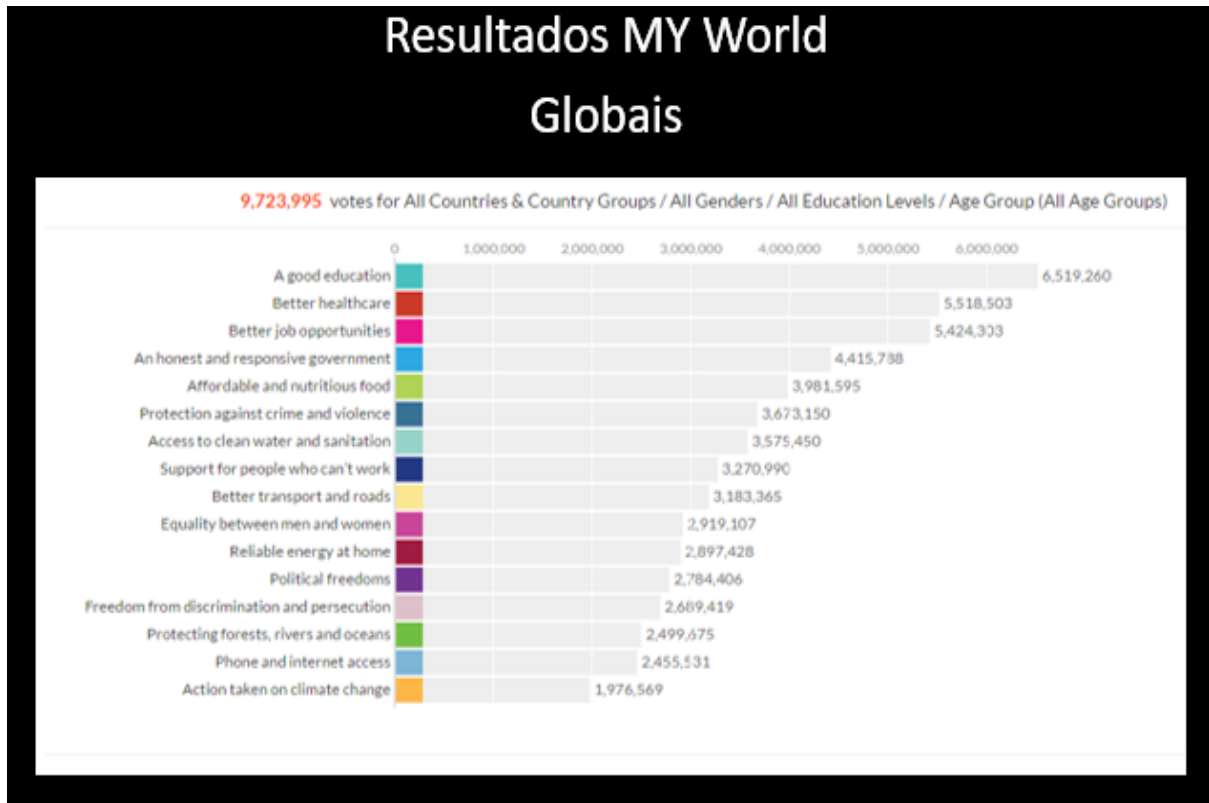 Resultados MY World
Globais
9,723,995 votes for All Countries & Country Groups / All Genders / All Education Levels / Age Group (All Age Groups)
0 1,000,000 2,000,000 3,000,000 4,000,000 5,000,000 6,000,000
A good education 6,519,260
Better healthcare 5,518,503
Better job opportunities 5,424,303
An honest and responsive government
Affordable and nutritious food 3,981,595
Protection against crime and violence 3,673,150
Access to clean water and sanitation 3,575,450
Support for people who can't work 3,270,990
Better transport and roads 3,183,365
Equality between men and women 2,919,107
Reliable energy at home 2,897,428
Political freedoms 2,784,406
Freedom from discrimination and persecution
Protecting forests, rivers and oceans 2,499,675
Phone and internet access 2,455,531
Action taken on climate change 1,976,569